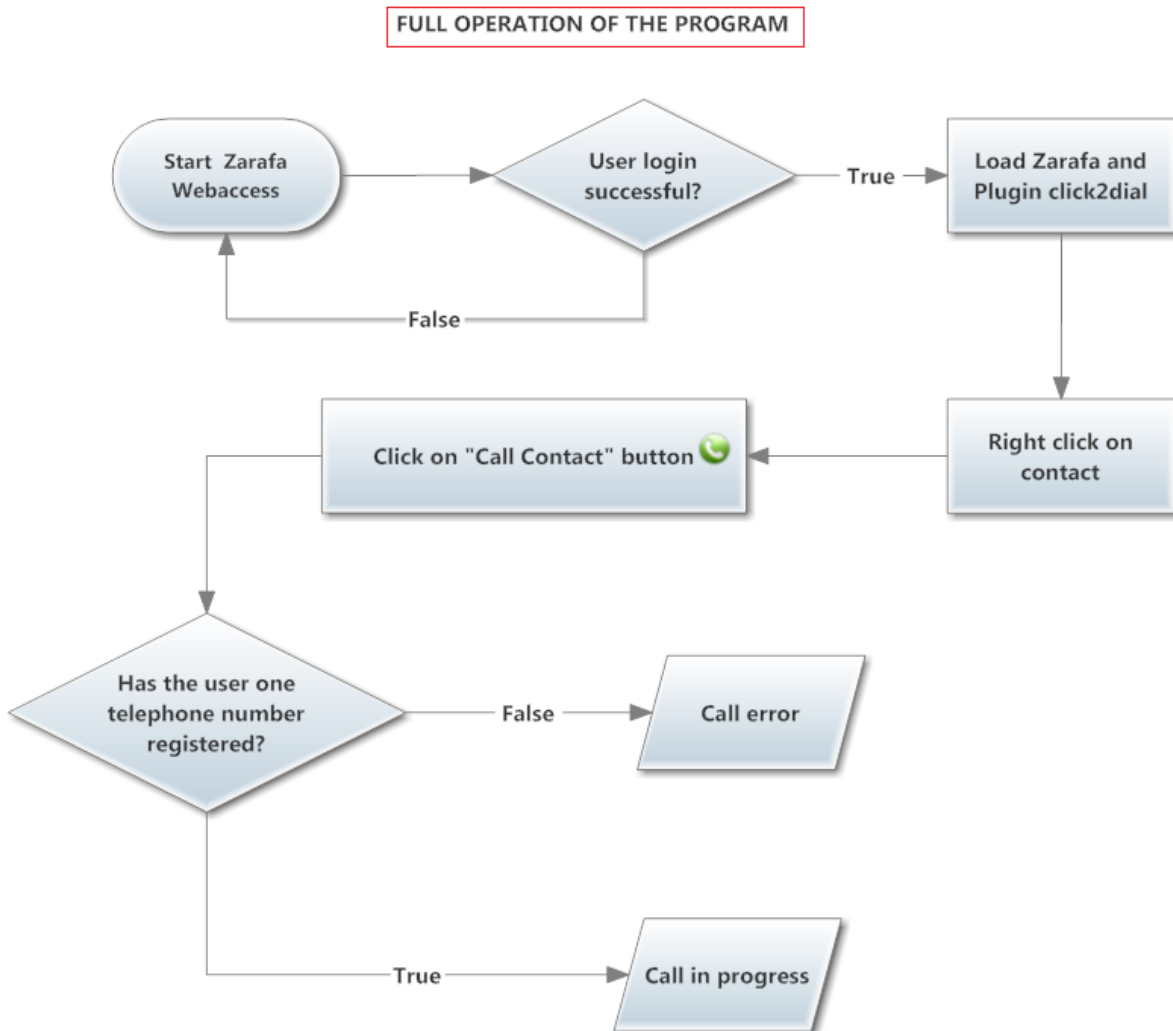 FULL OPERATION OF THE PROGRAM
Start Zarafa
Webaccess
User login
successful?
True
Load Zarafa and
Plugin click2dial
False
Click on "Call Contact" button
Right click on
contact
Has the user one
telephone number
registered?
False
Call error
True
Call in progress